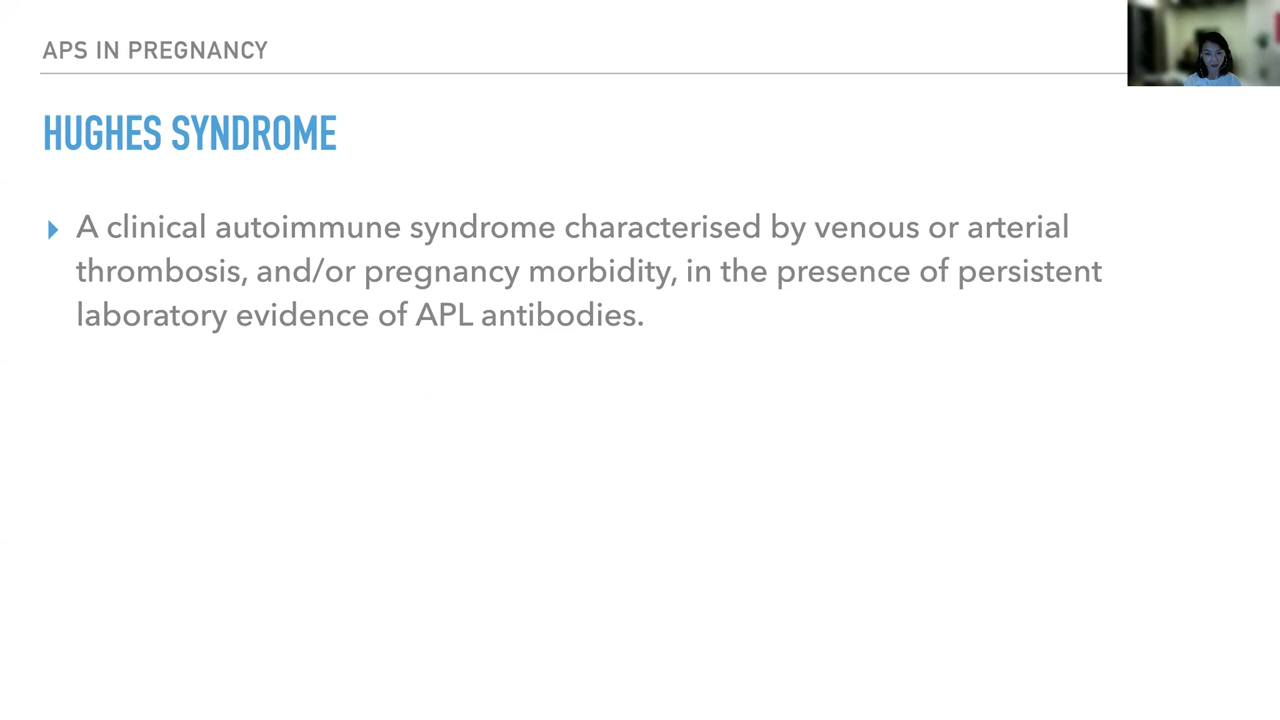 APS IN PREGNANCY
HUGHES SYNDROME
A clinical autoimmune syndrome characterised by venous or arterial
thrombosis, and/or pregnancy morbidity, in the presence of persistent
laboratory evidence of APL antibodies.